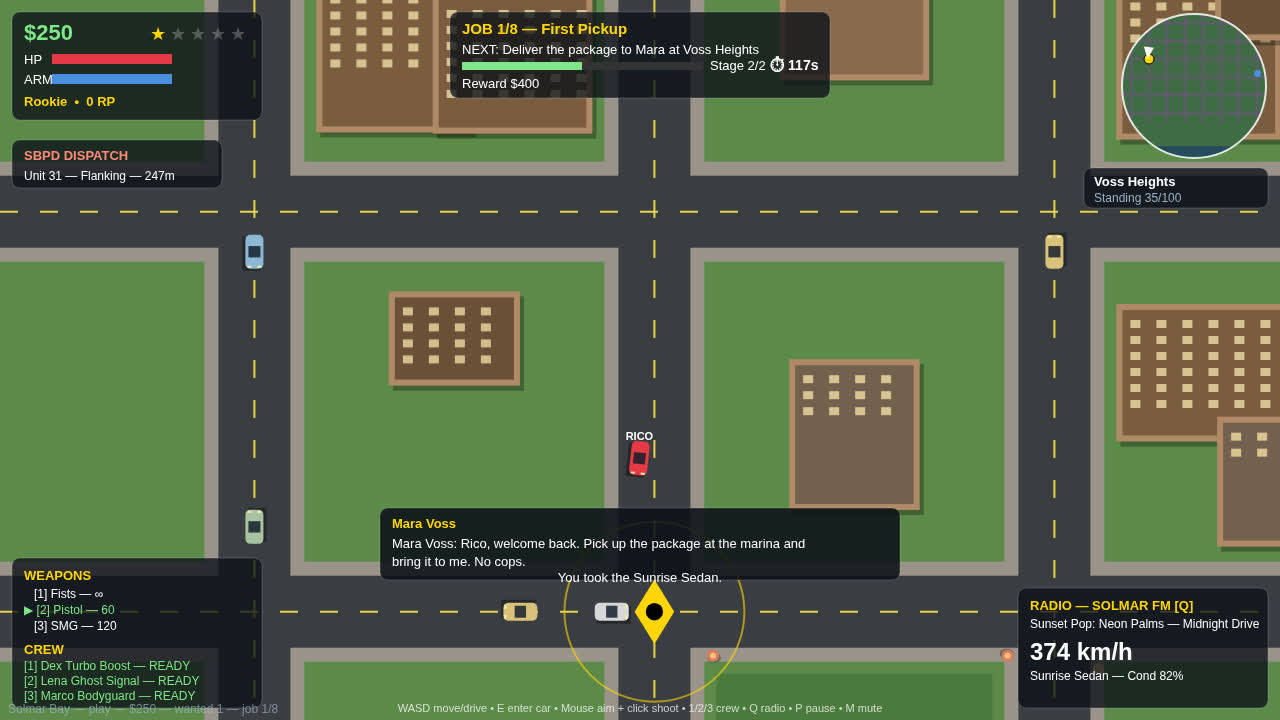 $250 ★ ★ ★ ★ ★
HP
ARM
Rookie • 0 RP
SBPD DISPATCH
Unit 31 — Flanking — 247m
JOB 1/8 — First Pickup
NEXT: Deliver the package to Mara at Voss Heights
Stage 2/2 ⏱ 117s
Reward $400
Voss Heights
Standing 35/100
RICO
Mara Voss
Mara Voss: Rico, welcome back. Pick up the package at the marina and
bring it to me. No cops.
You took the Sunrise Sedan.
WEAPONS
[1] Fists — ∞
▶ [2] Pistol — 60
[3] SMG — 120
CREW
[1] Dex Turbo Boost — READY
[2] Lena Ghost Signal — READY
[3] Marco Bodyguard — READY
Solmar Bay — play — $250 — wanted 1 — job 1/8
WASD move/drive • E enter car • Mouse aim + click shoot • 1/2/3 crew • Q radio • P pause • M mute
RADIO — SOLMAR FM [Q]
Sunset Pop: Neon Palms — Midnight Drive
374 km/h
Sunrise Sedan — Cond 82%